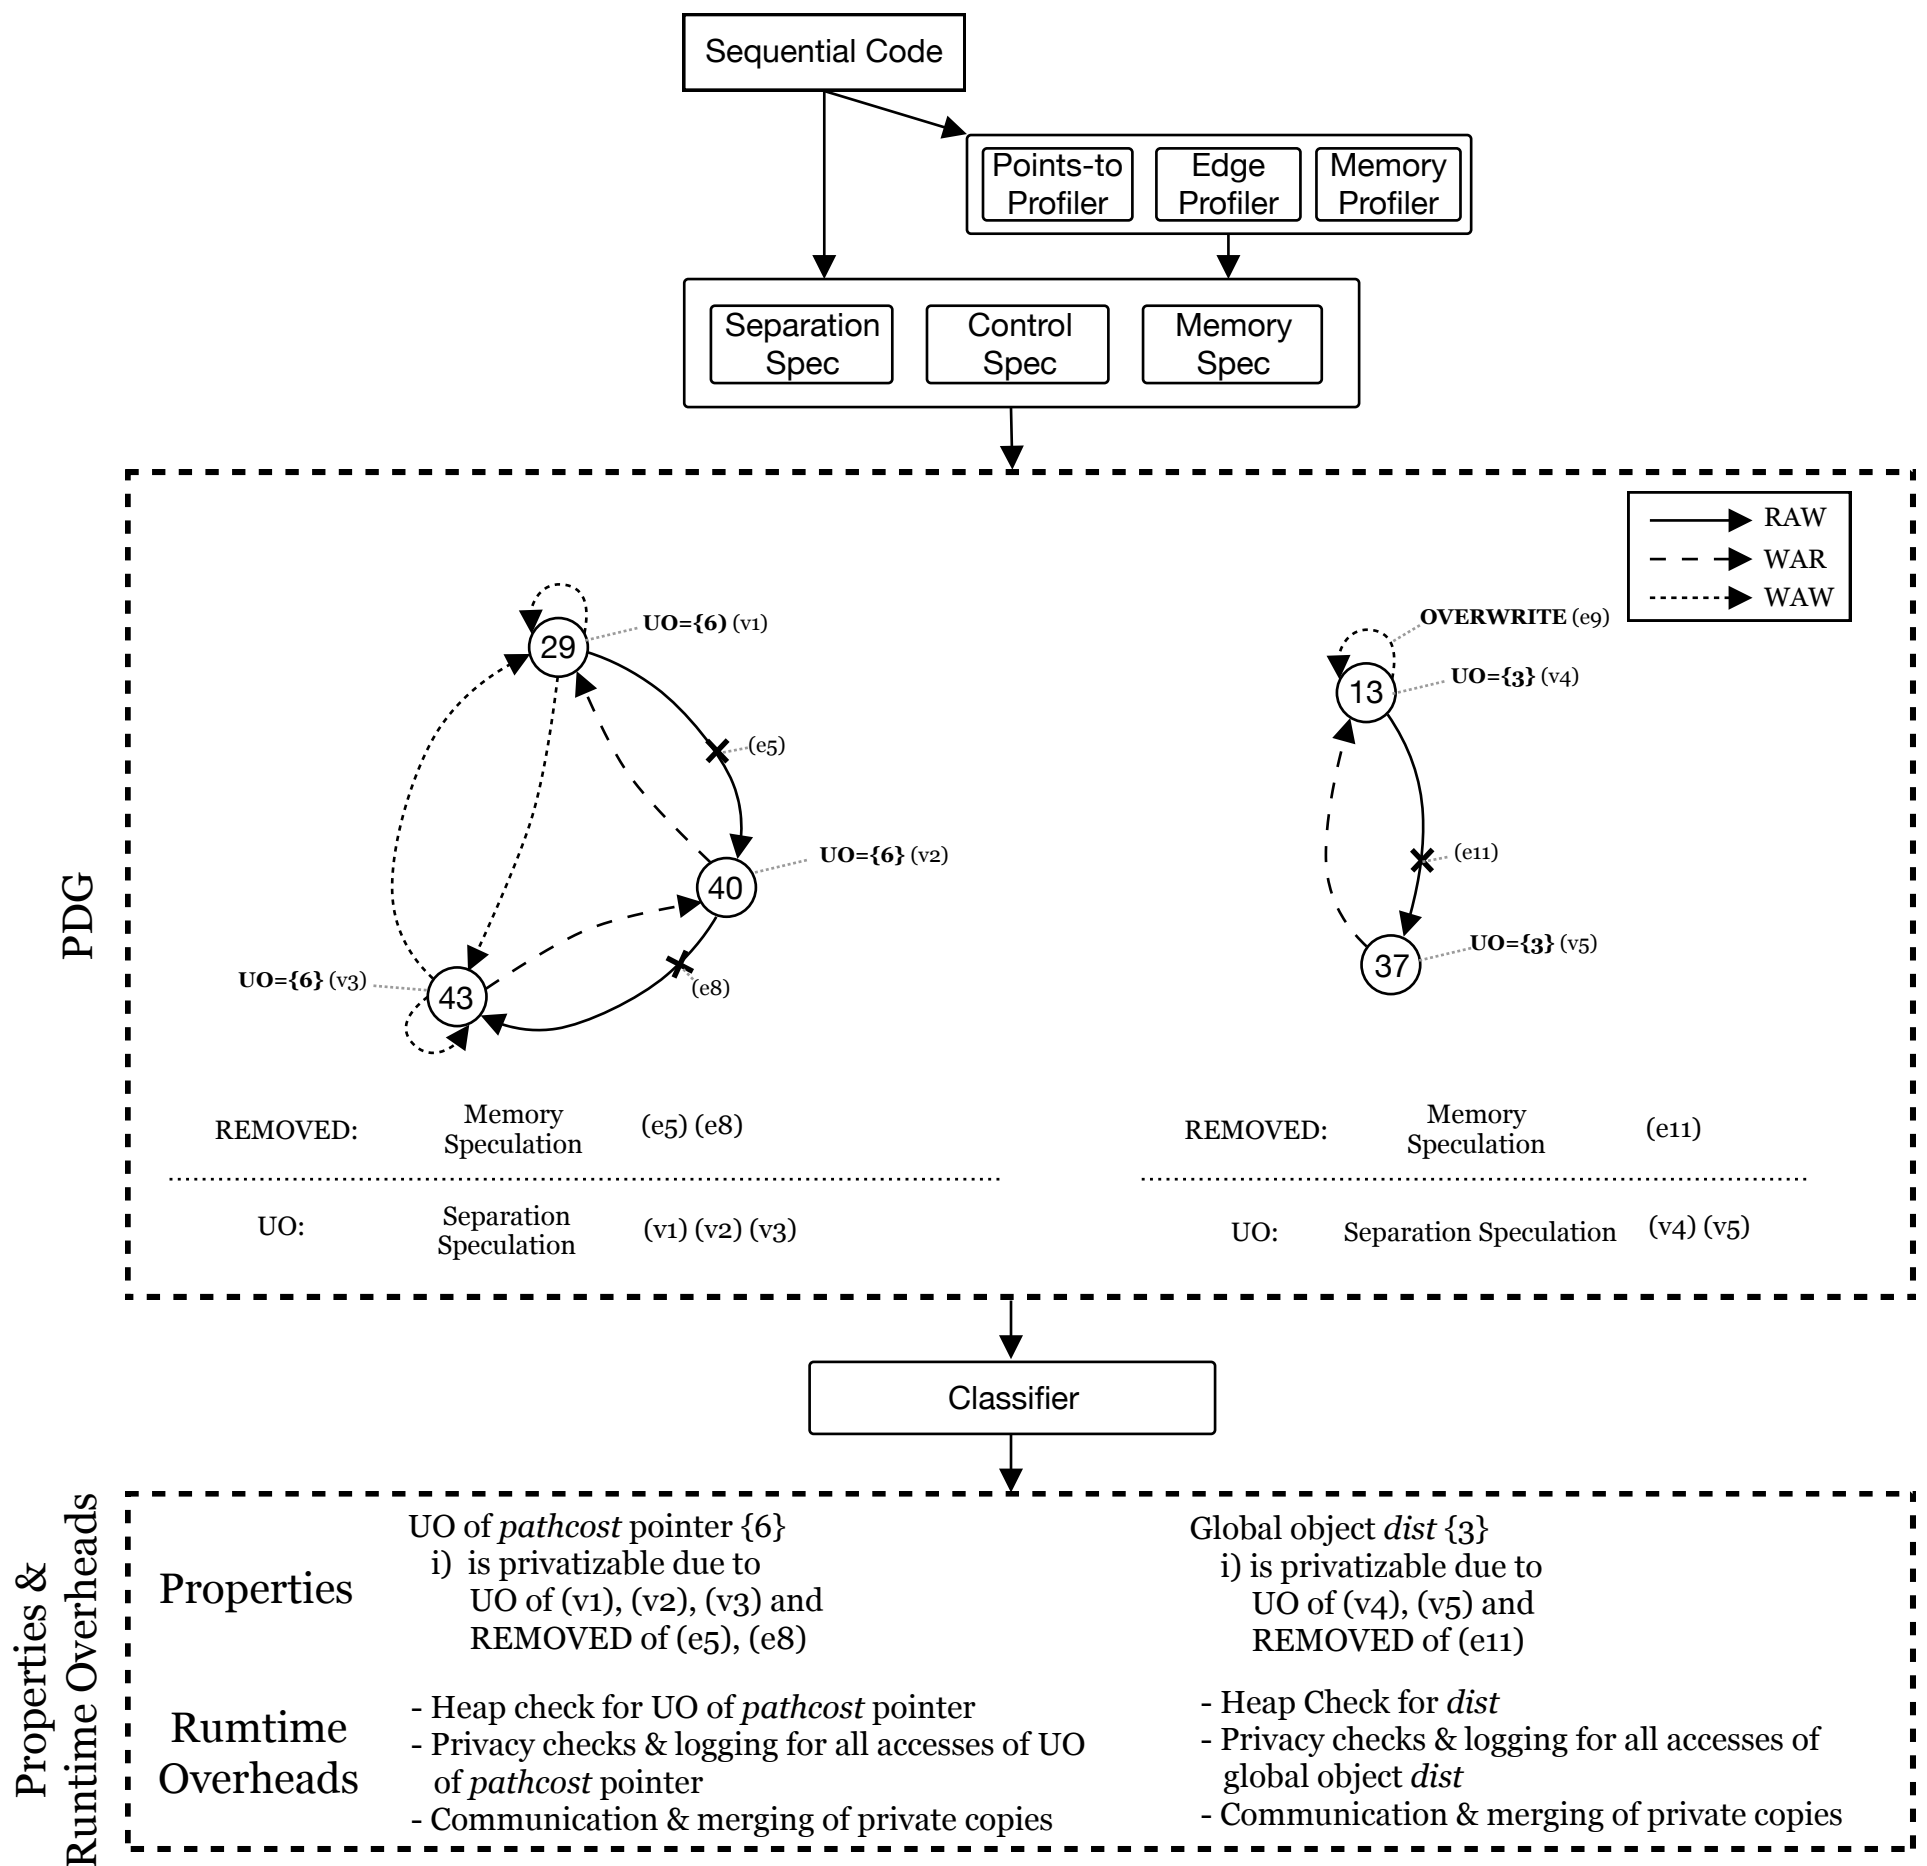 Sequential Code
Points-to
Profiler
Edge
Profiler
Memory
Profiler
Separation
Spec
Control
Spec
Memory
Spec
PDG
RAW
WAR
WAW
29
UO={6) (v1)
(e5)
40
UO={6} (v2)
UO={6} (v3)
43
(e8)
OVERWRITE (e9)
13
UO={3} (v4)
(e11)
37
UO={3} (v5)
REMOVED:
Memory
Speculation
(e5) (e8)
UO:
Separation
Speculation
(v1) (v2) (v3)
REMOVED:
Memory
Speculation
(e11)
UO:
Separation Speculation
(v4) (v5)
Classifier
Properties &
Runtime Overheads
Properties
UO of pathcost pointer {6}
i) is privatizable due to
UO of (v1), (v2), (v3) and
REMOVED of (e5), (e8)
Global object dist {3}
i) is privatizable due to
UO of (v4), (v5) and
REMOVED of (e11)
Rumtime
Overheads
- Heap check for UO of pathcost pointer
- Privacy checks & logging for all accesses of UO
of pathcost pointer
- Communication & merging of private copies
- Heap Check for dist
- Privacy checks & logging for all accesses of
global object dist
- Communication & merging of private copies